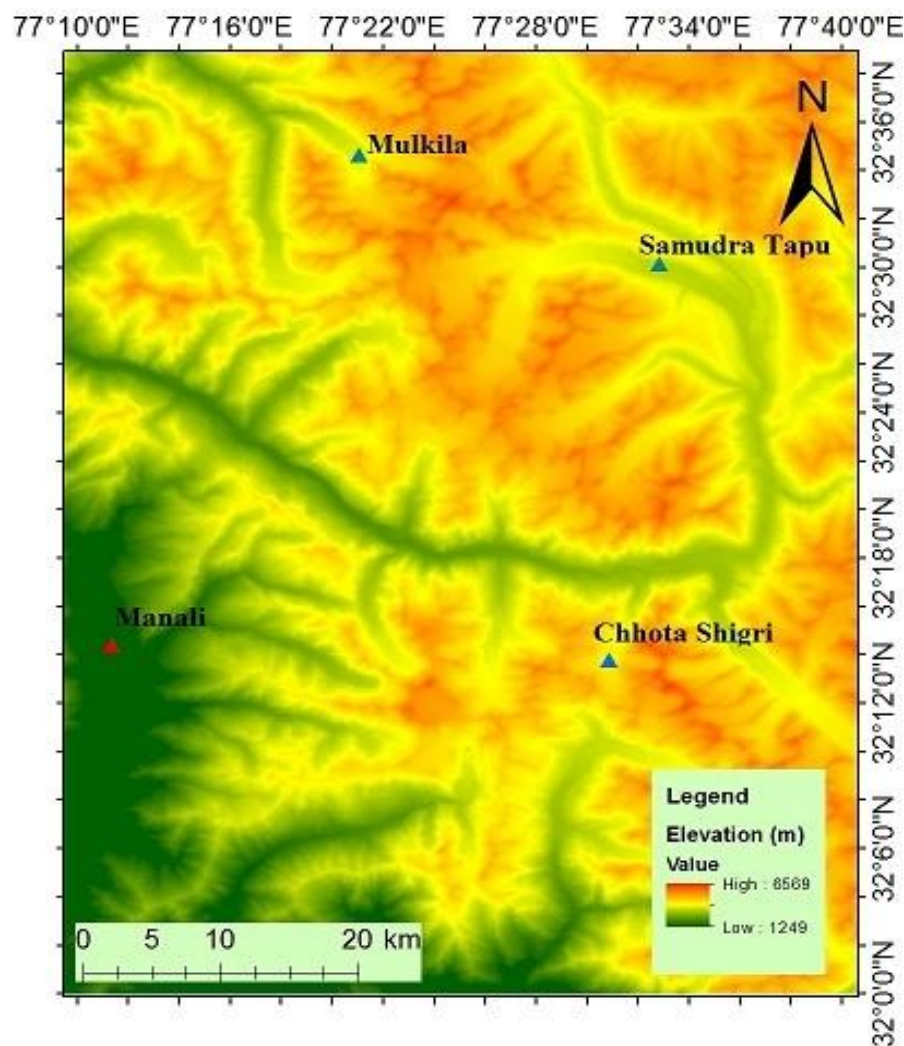 77°10'0"E 77°16'0"E 77°22'0"E 77°28'0"E 77°34'0"E 77°40'0"E
N
32°36'0"N
Mulkila
Samudra Tapu
32°30'0"N
32°24'0"N
32°18'0"N
Manali
Chhota Shigri
32°12'0"N
Legend
Elevation (m)
Value
High : 6569
Low : 1249
32°6'0"N
0 5 10 20 km
32°0'0"N